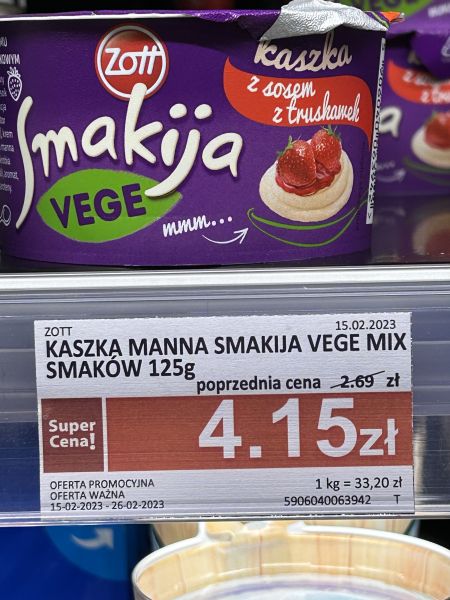 Zott
kaszka
z sosem
z truskawek
Smakija
VEGE
mmm...
ZOTT
15.02.2023
KASZKA MANNA SMAKIJA VEGE MIX
SMAKÓW 125g
poprzednia cena 2.69 zł
Super
Cena!
4.15zł
OFERTA PROMOCYJNA
OFERTA WAŻNA
15-02-2023 - 26-02-2023
1 kg = 33,20 zł
5906040063942 T